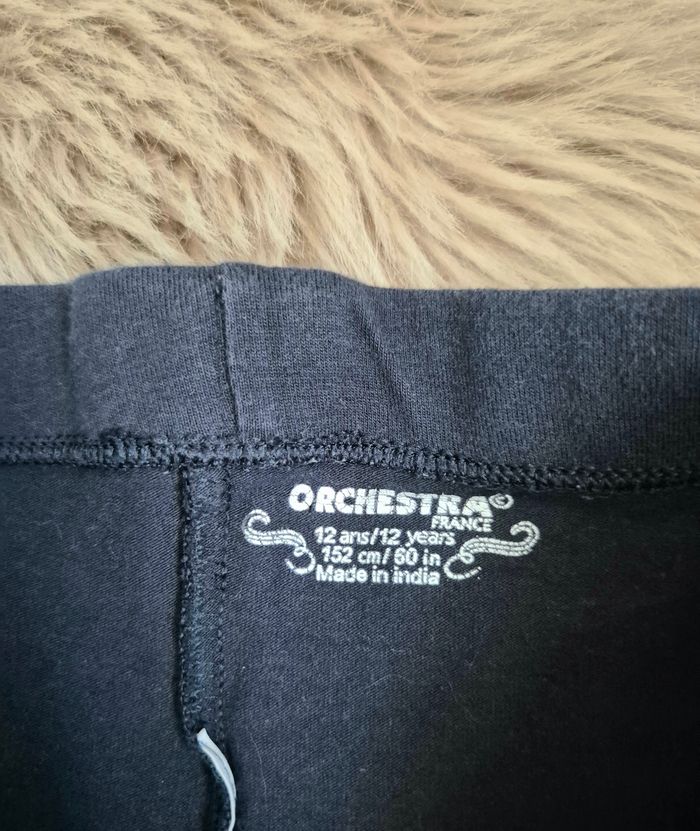 ORCHESTRA©
FRANCE
12 ans/12 years
152 cm/60 in
Made in india